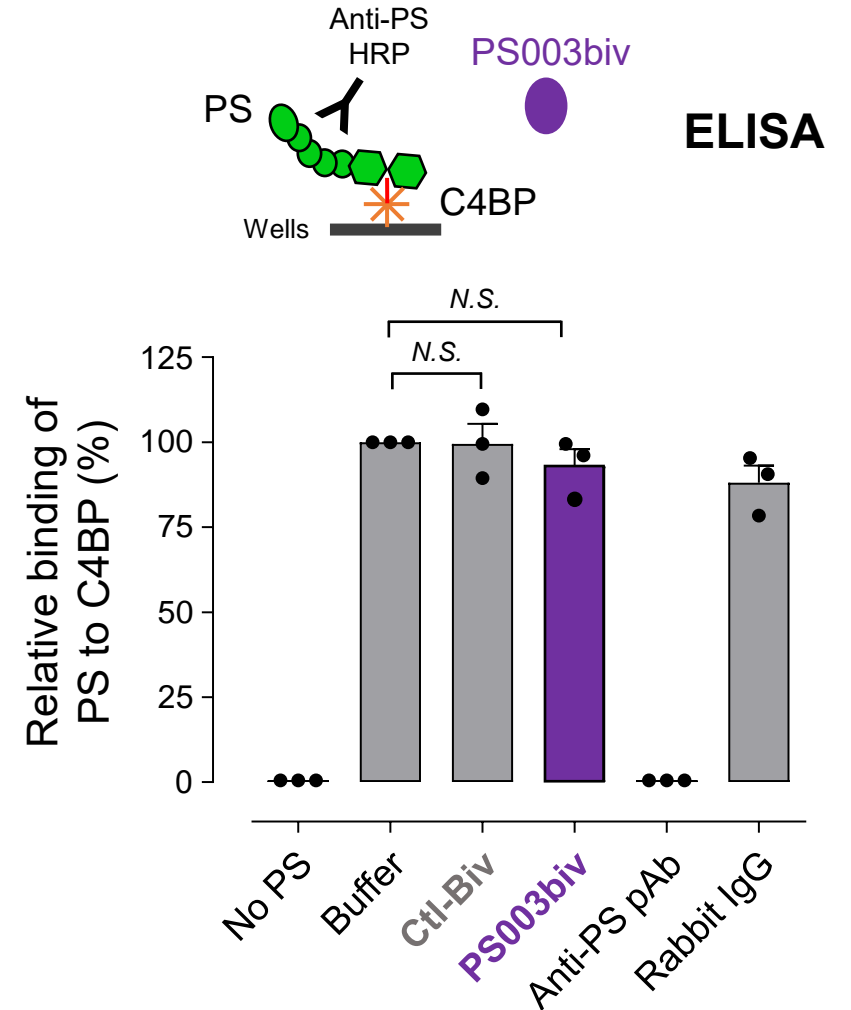 Anti-PS
HRP
PS003biv
PS
ELISA
C4BP
Wells
N.S.
N.S.
Relative binding of
PS to C4BP (%)
125
100
75
50
25
0
No PS
Buffer
Ctl-Biv
PS003biv
Anti-PS pAb
Rabbit IgG